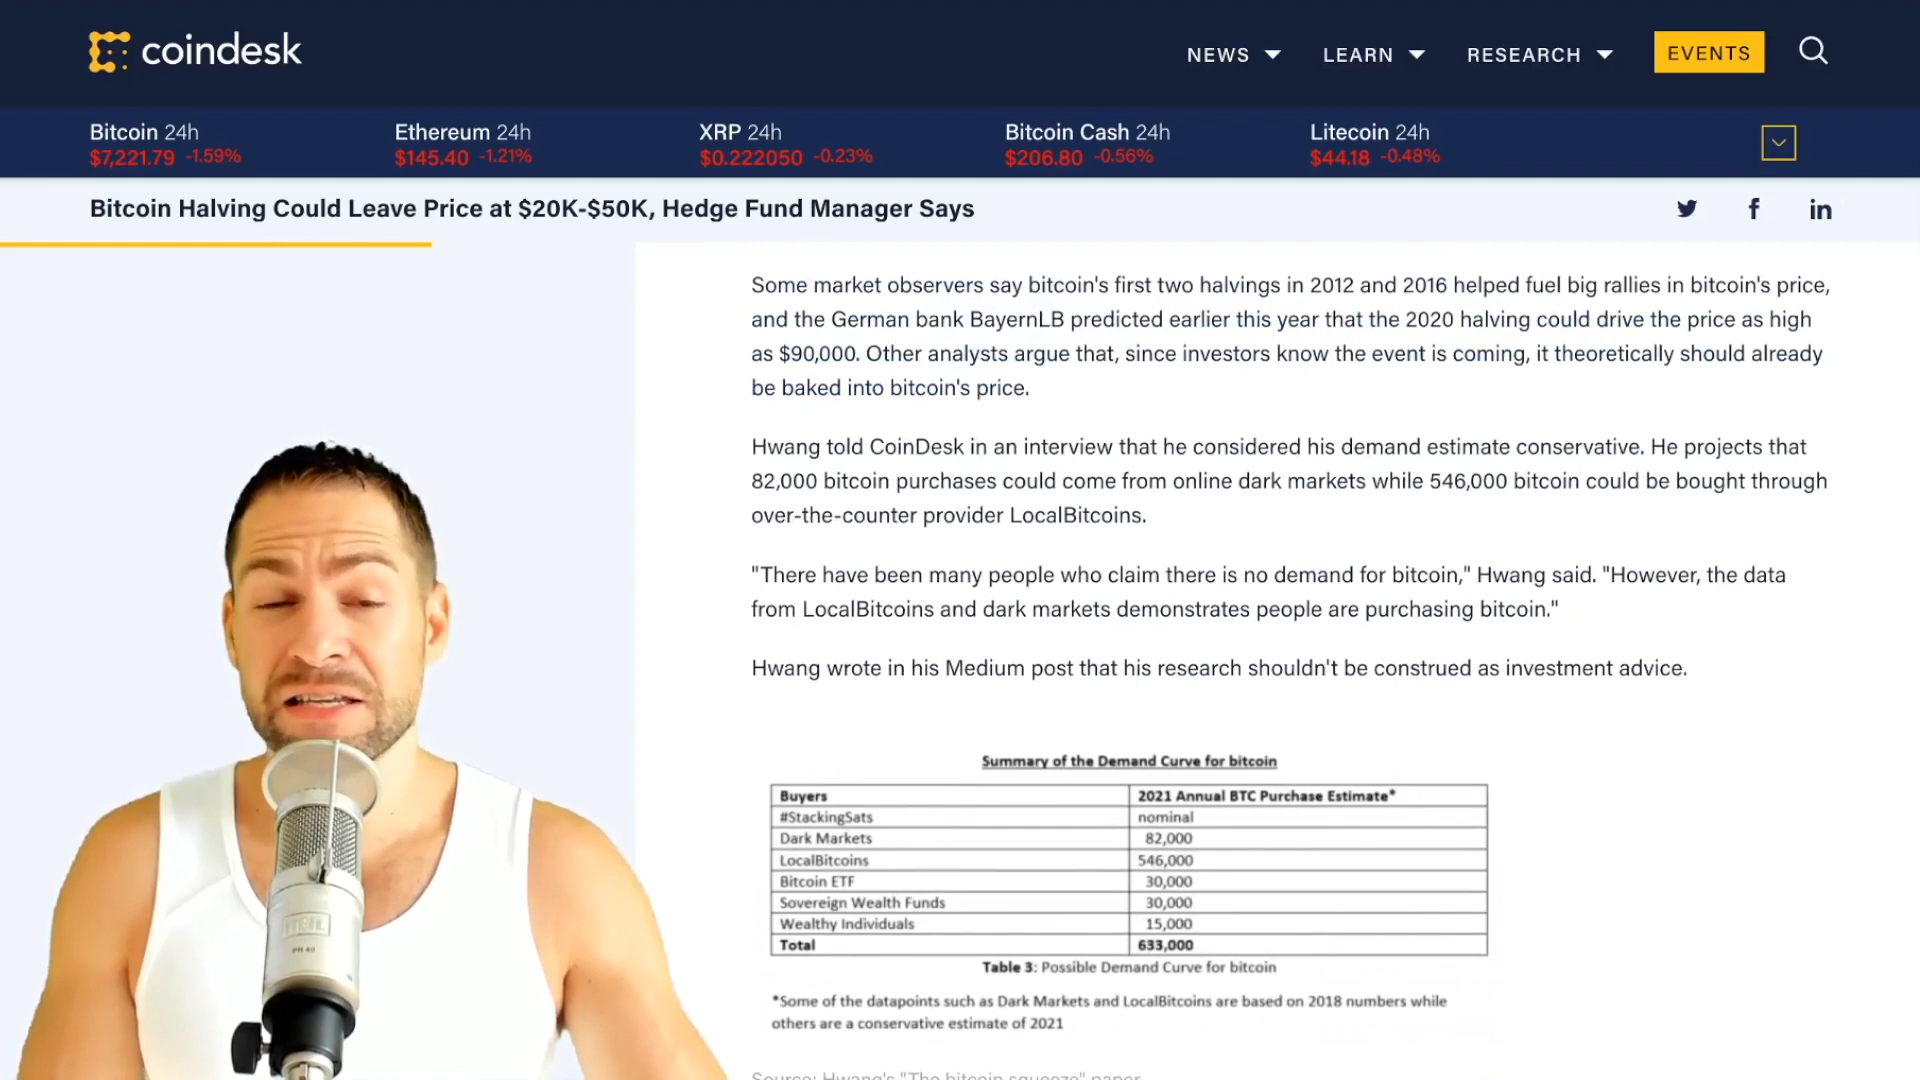 coindesk
NEWS LEARN RESEARCH EVENTS
Bitcoin 24h Ethereum 24h XRP 24h Bitcoin Cash 24h Litecoin 24h
$7,221.79 -1.59% $145.40 -1.21% $0.222050 -0.23% $206.80 -0.56% $44.18 -0.48%
Bitcoin Halving Could Leave Price at $20K-$50K, Hedge Fund Manager Says
Some market observers say bitcoin's first two halvings in 2012 and 2016 helped fuel big rallies in bitcoin's price,
and the German bank BayernLB predicted earlier this year that the 2020 halving could drive the price as high
as $90,000. Other analysts argue that, since investors know the event is coming, it theoretically should already
be baked into bitcoin's price.
Hwang told CoinDesk in an interview that he considered his demand estimate conservative. He projects that
82,000 bitcoin purchases could come from online dark markets while 546,000 bitcoin could be bought through
over-the-counter provider LocalBitcoins.
"There have been many people who claim there is no demand for bitcoin," Hwang said. "However, the data
from LocalBitcoins and dark markets demonstrates people are purchasing bitcoin."
Hwang wrote in his Medium post that his research shouldn't be construed as investment advice.
Summary of the Demand Curve for bitcoin
Buyers 2021 Annual BTC Purchase Estimate*
#StackingSats nominal
Dark Markets 82,000
LocalBitcoins 546,000
Bitcoin ETF 30,000
Sovereign Wealth Funds 30,000
Wealthy Individuals 15,000
Total 633,000
Table 3: Possible Demand Curve for bitcoin
*Some of the datapoints such as Dark Markets and LocalBitcoins are based on 2018 numbers while
others are a conservative estimate of 2021
Source: Hwang's "The bitcoin squeeze" paper